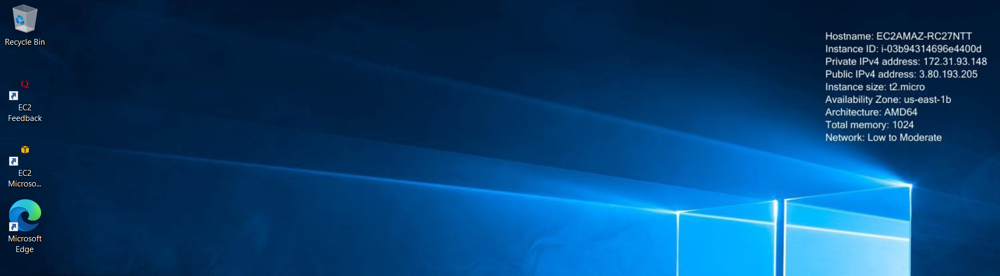 Recycle Bin
EC2
Feedback
EC2
Microso...
Microsoft
Edge
Hostname: EC2AMAZ-RC27NTT
Instance ID: i-03b94314696e4400d
Private IPv4 address: 172.31.93.148
Public IPv4 address: 3.80.193.205
Instance size: t2.micro
Availability Zone: us-east-1b
Architecture: AMD64
Total memory: 1024
Network: Low to Moderate